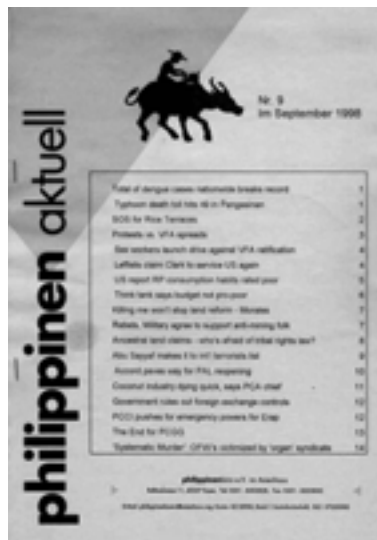 philippinen aktuell
Nr. 9
Im September 1998
Total of dengue cases nationwide breaks record 1
Typhoon death toll hits 46 in Pangasinan 1
SOS for Rice Terraces 2
Protests vs. VFA spreads 3
Sex workers launch drive against VFA ratification 4
Leftists claim Clark to service US again 4
US report RP consumption habits rated poor 5
Think tank says budget not pro-poor 6
Killing me won't stop land reform - Morales 7
Rebels, Military agree to support anti-mining folk 7
Ancestral land claims - who's afraid of tribal rights law? 8
Abu Sayyaf makes it to int'l terrorists list 9
Accord paves way for PAL reopening 10
Coconut industry dying quick, says PCA chief 11
Government rules out foreign exchange controls 12
PCCI pushes for emergency powers for Erap 12
The End for PCGG 13
'Systematic Murder': OFW's victimized by 'organ' syndicate 14
philippinenbüro e.V. im Asienhaus